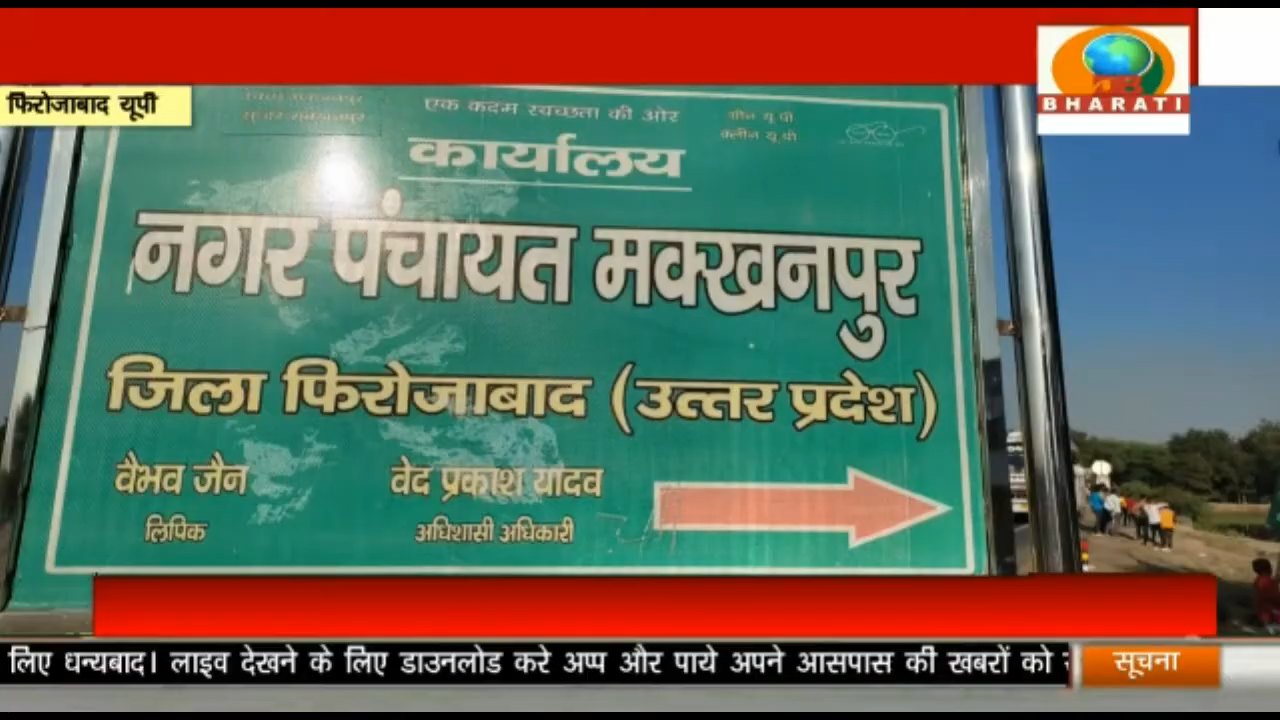 फिरोजाबाद यूपी
BHARATI
एक कदम स्वच्छता की ओर
ग्रीन यू पी
क्लीन यू पी
कार्यालय
नगर पंचायत मक्खनपुर
जिला फिरोजाबाद (उत्तर प्रदेश)
वैभव जैन वेद प्रकाश यादव
लिपिक अधिशासी अधिकारी
लिए धन्यबाद। लाइव देखने के लिए डाउनलोड करे अप्प और पाये अपने आसपास की खबरों को
सूचना